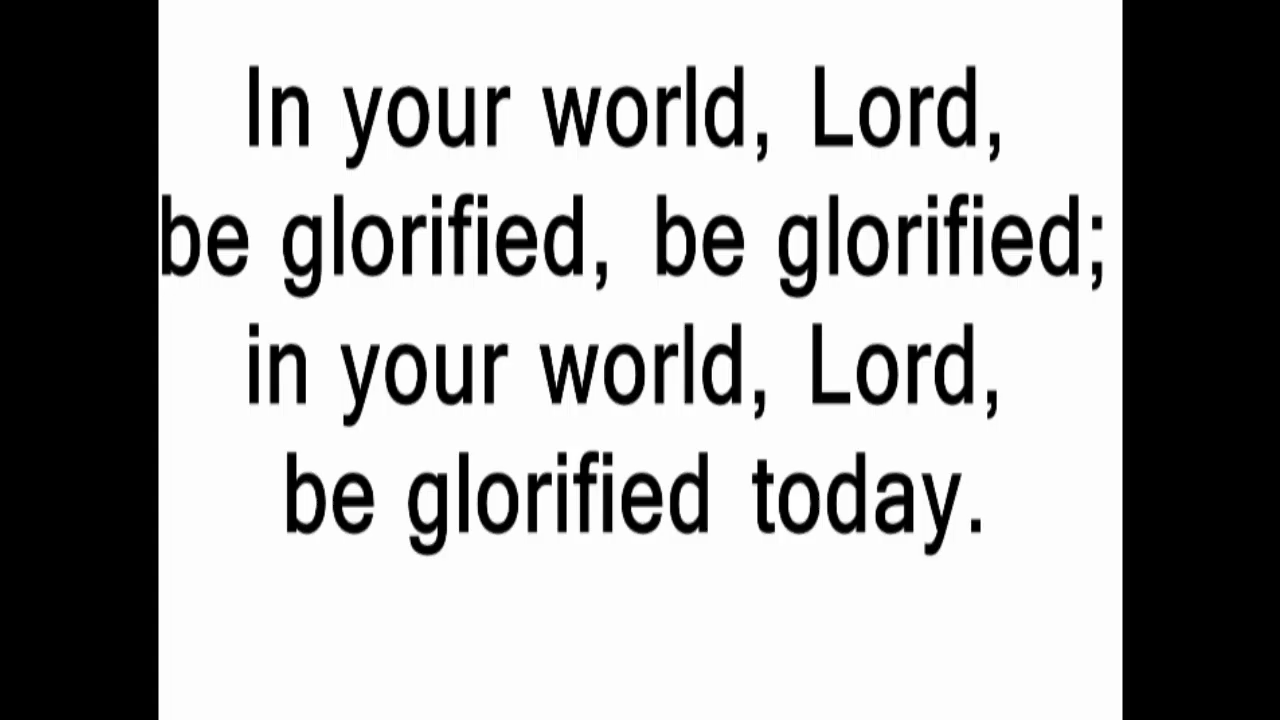 In your world, Lord,
be glorified, be glorified;
in your world, Lord,
be glorified today.